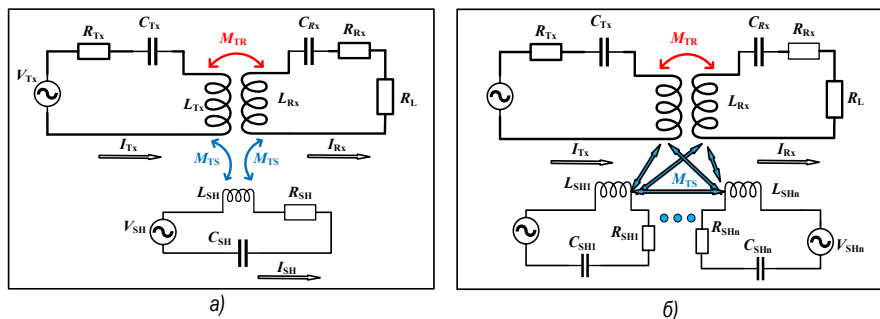 C_Tx
R_Tx
C_Rx
R_Rx
M_TR
V_Tx
L_Tx
L_Rx
R_L
I_Tx
M_TS
M_TS
I_Rx
L_SH
R_SH
V_SH
C_SH
I_SH
а)
C_Tx
R_Tx
C_Rx
R_Rx
M_TR
L_Rx
R_L
I_Tx
I_Rx
M_TS
L_SH1
L_SHn
R_SH1
R_SHn
C_SH1
C_SHn
V_SHn
б)